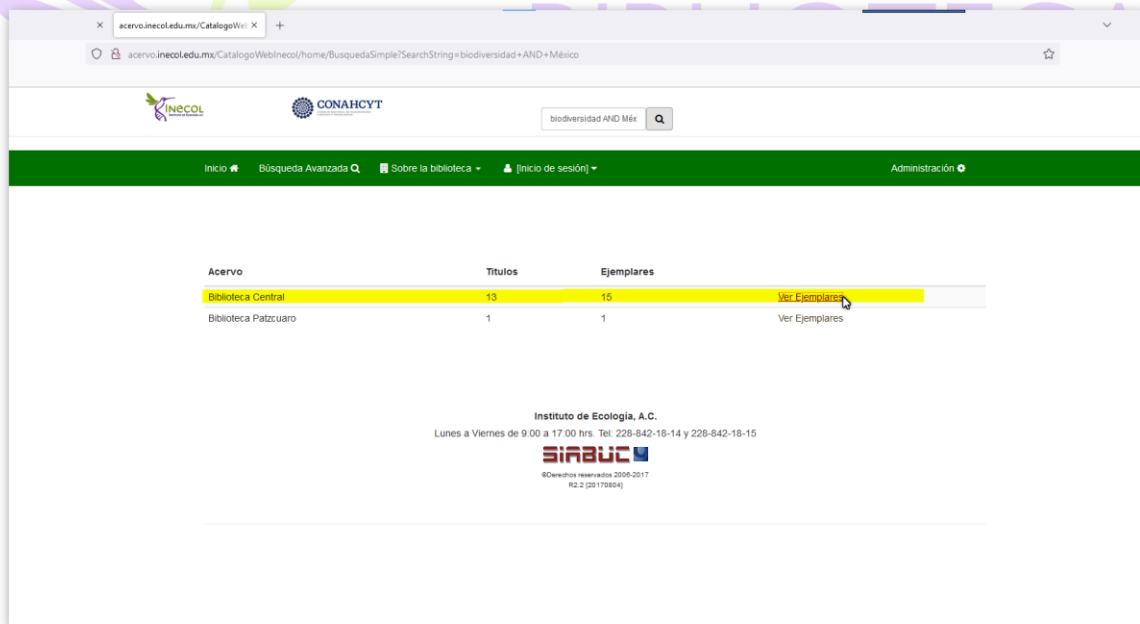 BIBLIOTECA
acervo.inecol.edu.mx/CatalogoWeb
acervo.inecol.edu.mx/CatalogoWebInecol/home/BusquedaSimple?SearchString=biodiversidad+AND+México
INECOL
CONAHCYT
biodiversidad AND Méx
Inicio Búsqueda Avanzada Sobre la biblioteca [Inicio de sesión] Administración
Acervo Titulos Ejemplares
Biblioteca Central 13 15 Ver Ejemplares
Biblioteca Patzcuaro 1 1 Ver Ejemplares
Instituto de Ecología, A.C.
Lunes a Viernes de 9:00 a 17:00 hrs. Tel: 228-842-18-14 y 228-842-18-15
SIABUC
©Derechos reservados 2006-2017
R2.2 [20170804]